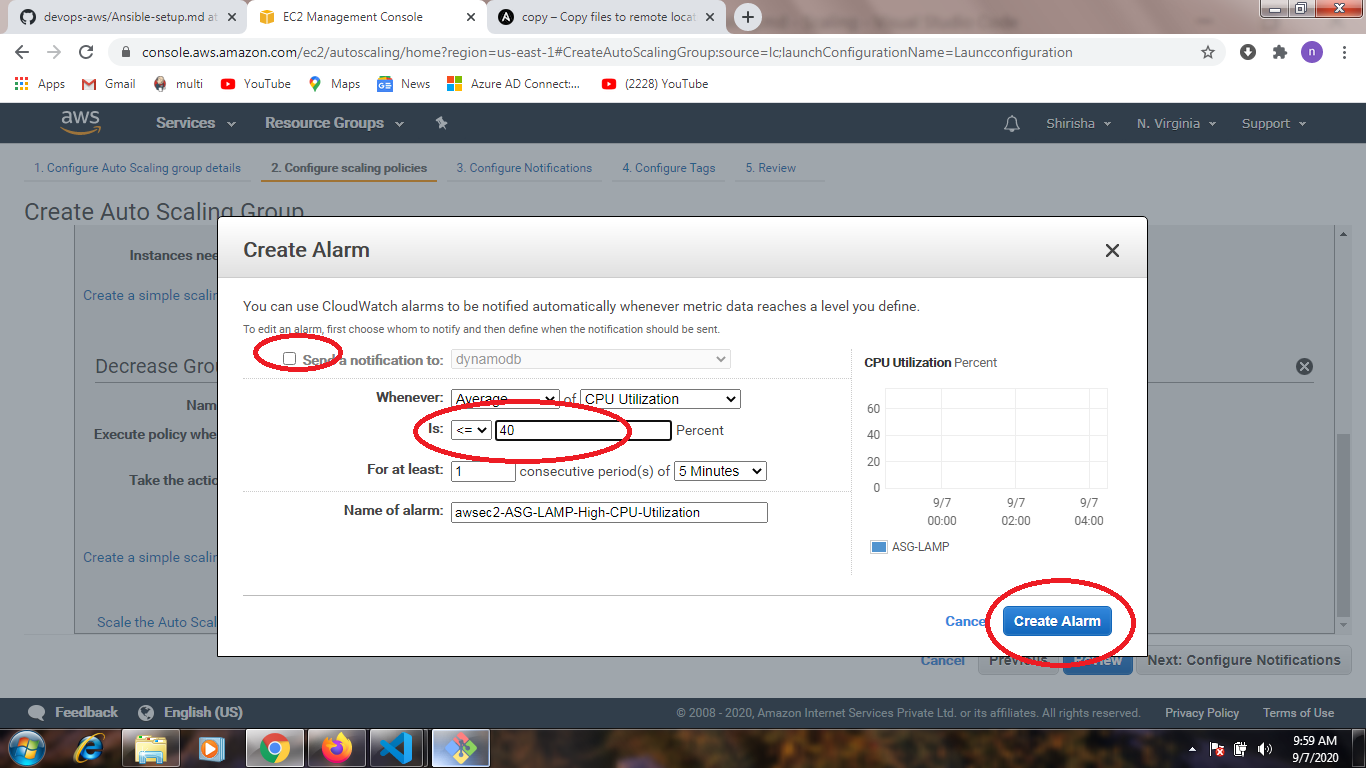 devops-aws/Ansible-setup.md at
EC2 Management Console
copy – Copy files to remote locat
console.aws.amazon.com/ec2/autoscaling/home?region=us-east-1#CreateAutoScalingGroup:source=lc;launchConfigurationName=Launcconfiguration
n
Apps
Gmail
multi
YouTube
Maps
News
Azure AD Connect:...
(2228) YouTube
aws
Services
Resource Groups
Shirisha
N. Virginia
Support
1. Configure Auto Scaling group details
2. Configure scaling policies
3. Configure Notifications
4. Configure Tags
5. Review
Create Auto Scaling Group
Instances nee
Create a simple scalin
Decrease Grou
Nam
Execute policy whe
Take the actio
Create a simple scalin
Scale the Auto Scal
Create Alarm
You can use CloudWatch alarms to be notified automatically whenever metric data reaches a level you define.
To edit an alarm, first choose whom to notify and then define when the notification should be sent.
Send a notification to: dynamodb
Whenever: Average of CPU Utilization
Is: <= 40 Percent
For at least: 1 consecutive period(s) of 5 Minutes
Name of alarm: awsec2-ASG-LAMP-High-CPU-Utilization
CPU Utilization Percent
60
40
20
0
9/7 9/7 9/7
00:00 02:00 04:00
ASG-LAMP
Cance Create Alarm
Cancel Previous Review Next: Configure Notifications
Feedback
English (US)
© 2008 - 2020, Amazon Internet Services Private Ltd. or its affiliates. All rights reserved.
Privacy Policy
Terms of Use
9:59 AM
9/7/2020